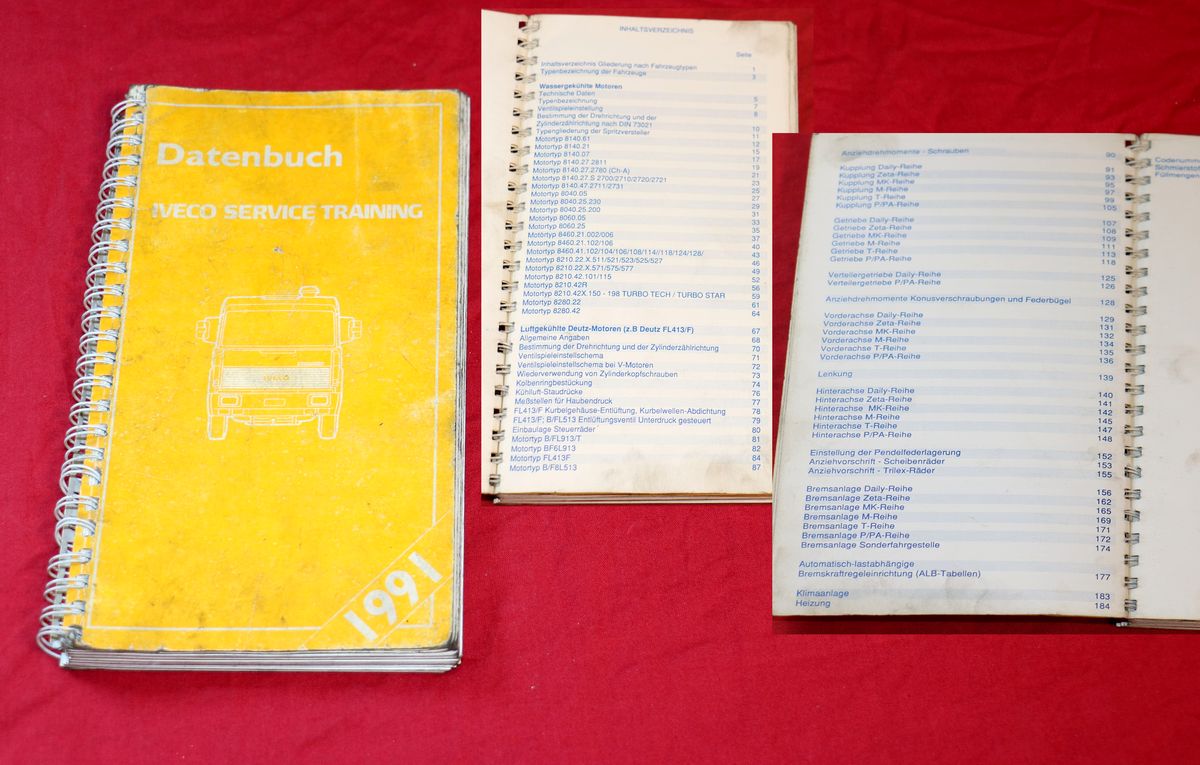 Datenbuch
IVECO SERVICETRAINING
IVECO
1991
INHALTSVERZEICHNIS
Seite
Inhaltsverzeichnis Gliederung nach Fahrzeugtypen 1
Typenbezeichnung der Fahrzeuge 3
Wassergekühlte Motoren
Technische Daten
Typenbezeichnung 5
Ventilspieleinstellung 7
Bestimmung der Drehrichtung und der 8
Zylinderzählrichtung nach DIN 73021
Typengliederung der Spritzversteller 10
Motortyp 8140.61 11
Motortyp 8140.21 12
Motortyp 8140.07 15
Motortyp 8140.27.2811 17
Motortyp 8140.27.2780 (Ch-A) 19
Motortyp 8140.27.S 2700/2710/2720/2721 21
Motortyp 8140.47.2711/2731 23
Motortyp 8040.05 25
Motortyp 8040.25.230 27
Motortyp 8040.25.200 29
Motortyp 8060.05 31
Motortyp 8060.25 33
Motortyp 8460.21.002/006 35
Motortyp 8460.21.102/106 37
Motortyp 8460.41.102/104/106/108/114//118/124/128/ 40
Motortyp 8210.22.X.511/521/523/525/527 43
Motortyp 8210.22.X.571/575/577 46
Motortyp 8210.42.101/115 49
Motortyp 8210.42R 52
Motortyp 8210.42X.150 - 198 TURBO TECH / TURBO STAR 56
Motortyp 8280.22 59
Motortyp 8280.42 61
64
Luftgekühlte Deutz-Motoren (z.B Deutz FL413/F) 67
Allgemeine Angaben 68
Bestimmung der Drehrichtung und der Zylinderzählrichtung 70
Ventilspieleinstellschema 71
Ventilspieleinstellschema bei V-Motoren 72
Wiederverwendung von Zylinderkopfschrauben 73
Kolbenringbestückung 74
Kühlluft-Staudrücke 76
Meßstellen für Haubendruck 77
FL413/F Kurbelgehäuse-Entlüftung, Kurbelwellen-Abdichtung 78
FL413/F; B/FL513 Entlüftungsventil Unterdruck gesteuert 79
Einbaulage Steuerräder 80
Motortyp B/FL913/T 81
Motortyp BF6L913 82
Motortyp FL413F 84
Motortyp B/F8L513 87
Anziehdrehmomente - Schrauben 90
Kupplung Daily-Reihe 91
Kupplung Zeta-Reihe 93
Kupplung MK-Reihe 95
Kupplung M-Reihe 97
Kupplung T-Reihe 99
Kupplung P/PA-Reihe 105
Getriebe Daily-Reihe 107
Getriebe Zeta-Reihe 108
Getriebe MK-Reihe 109
Getriebe M-Reihe 111
Getriebe T-Reihe 113
Getriebe P/PA-Reihe 118
Verteilergetriebe Daily-Reihe 125
Verteilergetriebe P/PA-Reihe 126
Anziehdrehmomente Konusverschraubungen und Federbügel 128
Vorderachse Daily-Reihe 129
Vorderachse Zeta-Reihe 131
Vorderachse MK-Reihe 132
Vorderachse M-Reihe 134
Vorderachse T-Reihe 135
Vorderachse P/PA-Reihe 136
Lenkung 139
Hinterachse Daily-Reihe 140
Hinterachse Zeta-Reihe 141
Hinterachse MK-Reihe 142
Hinterachse M-Reihe 145
Hinterachse T-Reihe 147
Hinterachse P/PA-Reihe 148
Einstellung der Pendelfederlagerung 152
Anziehvorschrift - Scheibenräder 153
Anziehvorschrift - Trilex-Räder 155
Bremsanlage Daily-Reihe 156
Bremsanlage Zeta-Reihe 162
Bremsanlage MK-Reihe 165
Bremsanlage M-Reihe 169
Bremsanlage T-Reihe 171
Bremsanlage P/PA-Reihe 172
Bremsanlage Sonderfahrgestelle 174
Automatisch-lastabhängige
Bremskraftregeleinrichtung (ALB-Tabellen) 177
Klimaanlage 183
Heizung 184
Codenumm
Schmierstof
Füllmengen